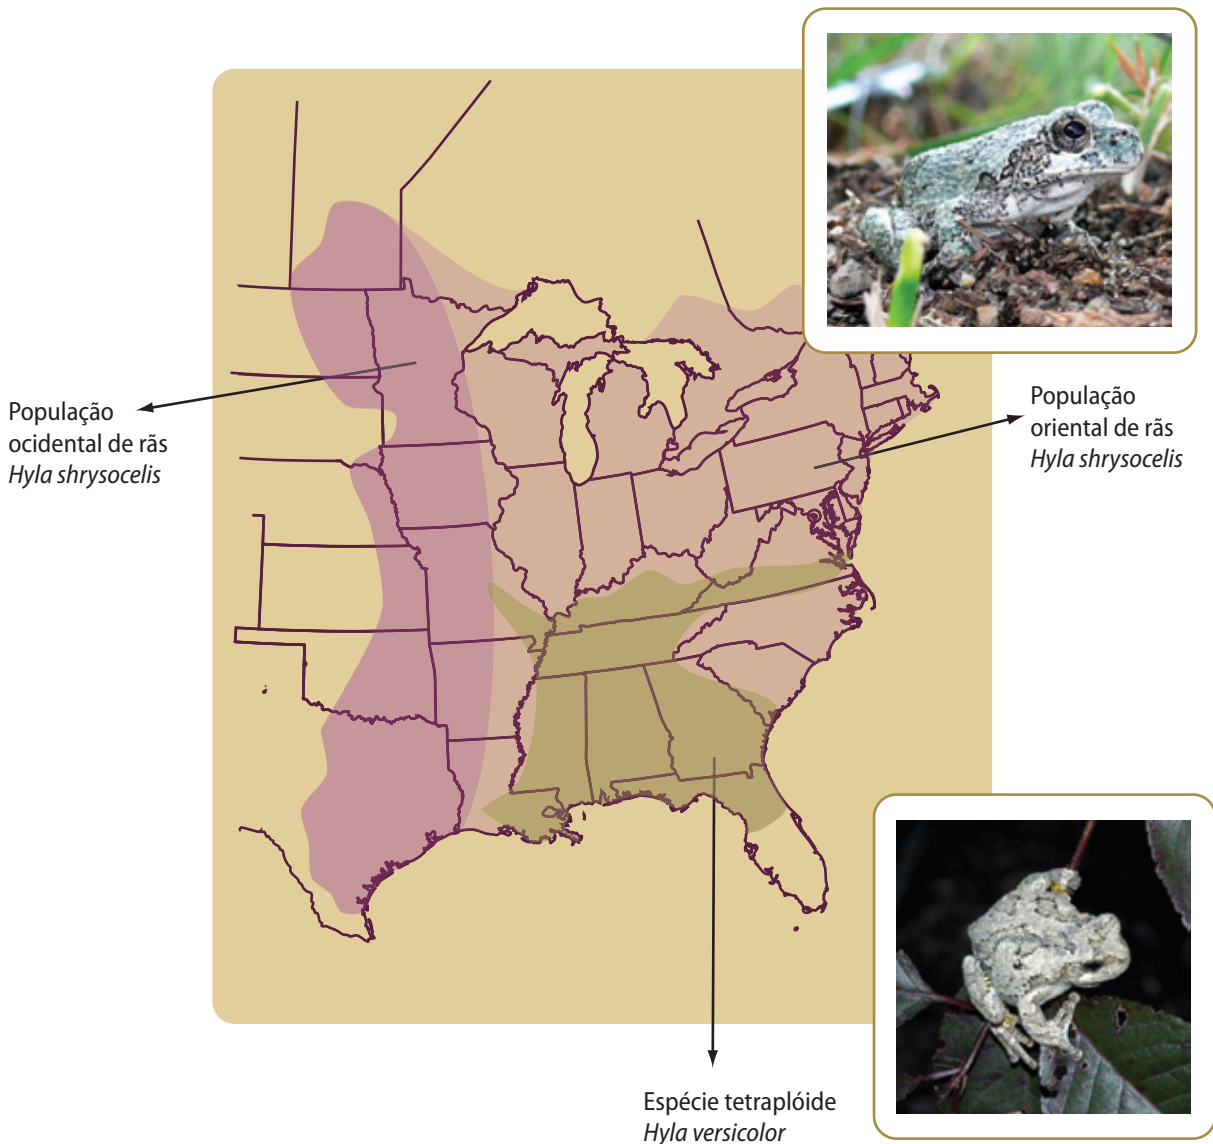 População
ocidental de rãs
Hyla shrysocelis
População
oriental de rãs
Hyla shrysocelis
Espécie tetraplóide
Hyla versicolor